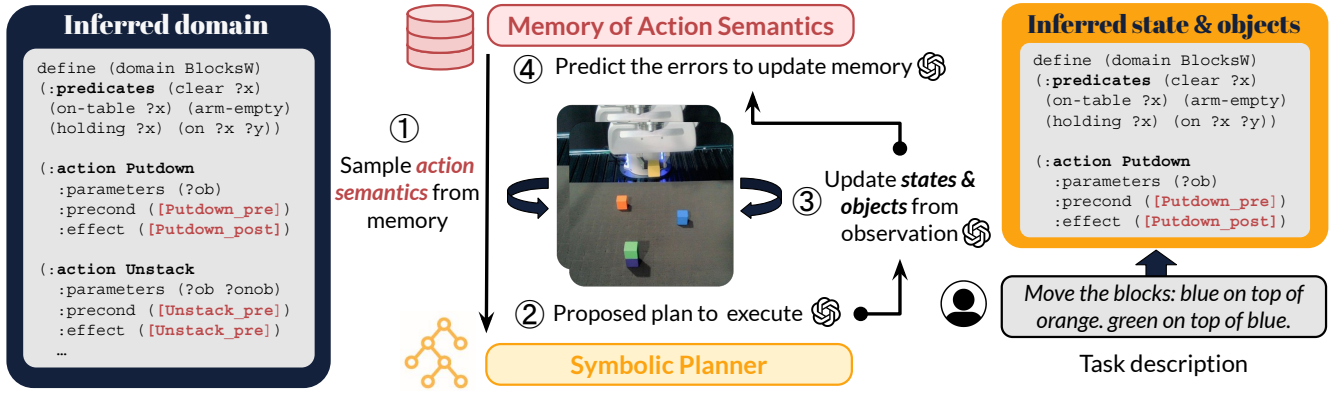 Inferred domain
define (domain BlocksW)
(:predicates (clear ?x)
(on-table ?x) (arm-empty)
(holding ?x) (on ?x ?y))
(:action Putdown
:parameters (?ob)
:precond ([Putdown_pre])
:effect ([Putdown_post])
(:action Unstack
:parameters (?ob ?onob)
:precond ([Unstack_pre])
:effect ([Unstack_pre])
…
Memory of Action Semantics
④ Predict the errors to update memory
①
Sample action
semantics from
memory
③ Update states &
objects from
observation
② Proposed plan to execute
Symbolic Planner
Inferred state & objects
define (domain BlocksW)
(:predicates (clear ?x)
(on-table ?x) (arm-empty)
(holding ?x) (on ?x ?y))
(:action Putdown
:parameters (?ob)
:precond ([Putdown_pre])
:effect ([Putdown_post])
Move the blocks: blue on top of
orange. green on top of blue.
Task description